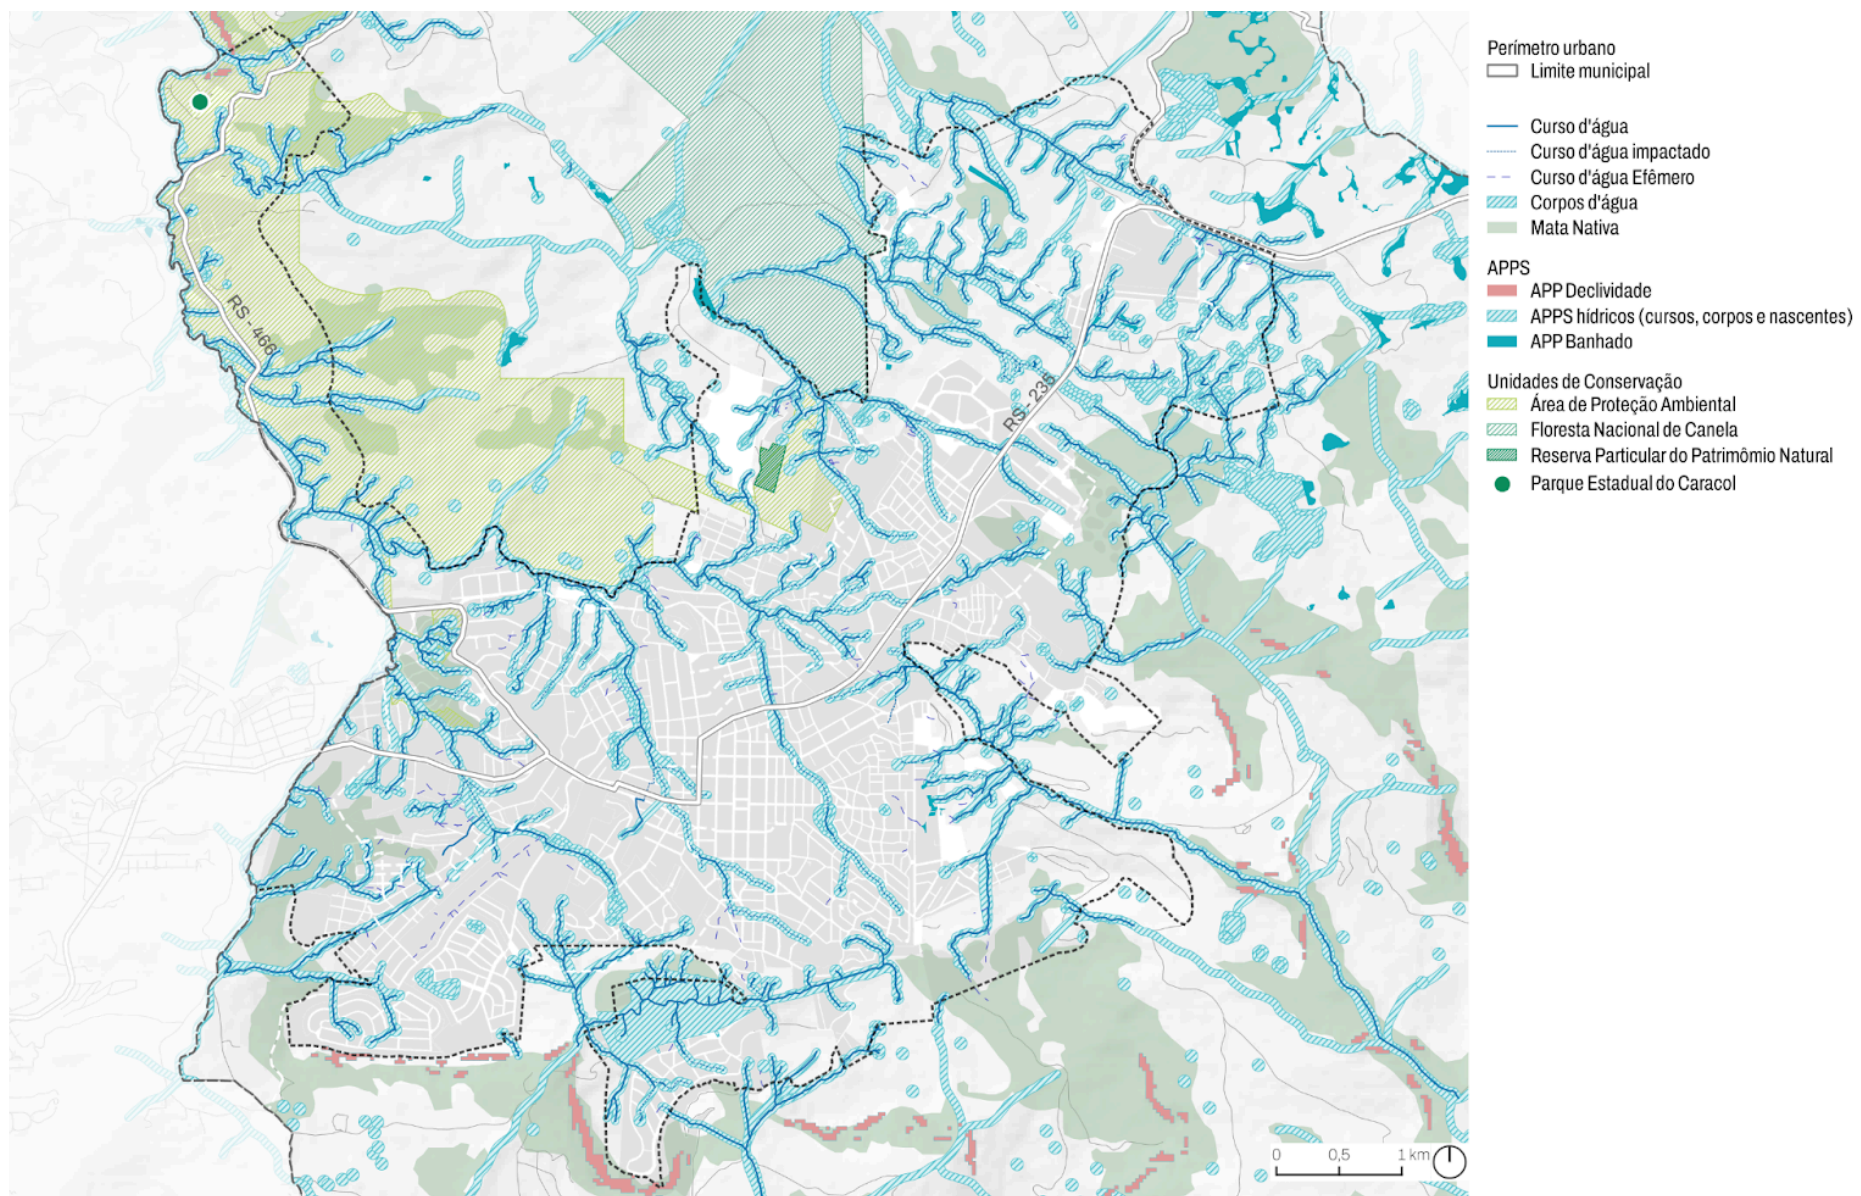 RS - 466
RS - 235
0 0,5 1 km
Perímetro urbano
Limite municipal
Curso d'água
Curso d'água impactado
Curso d'água Efêmero
Corpos d'água
Mata Nativa
APPS
APP Declividade
APPS hídricos (cursos, corpos e nascentes)
APP Banhado
Unidades de Conservação
Área de Proteção Ambiental
Floresta Nacional de Canela
Reserva Particular do Patrimômio Natural
Parque Estadual do Caracol